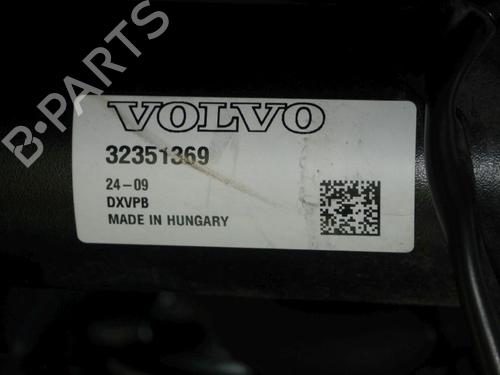 B-PARTS
VOLVO
32351369
24-09
DXVPB
MADE IN HUNGARY